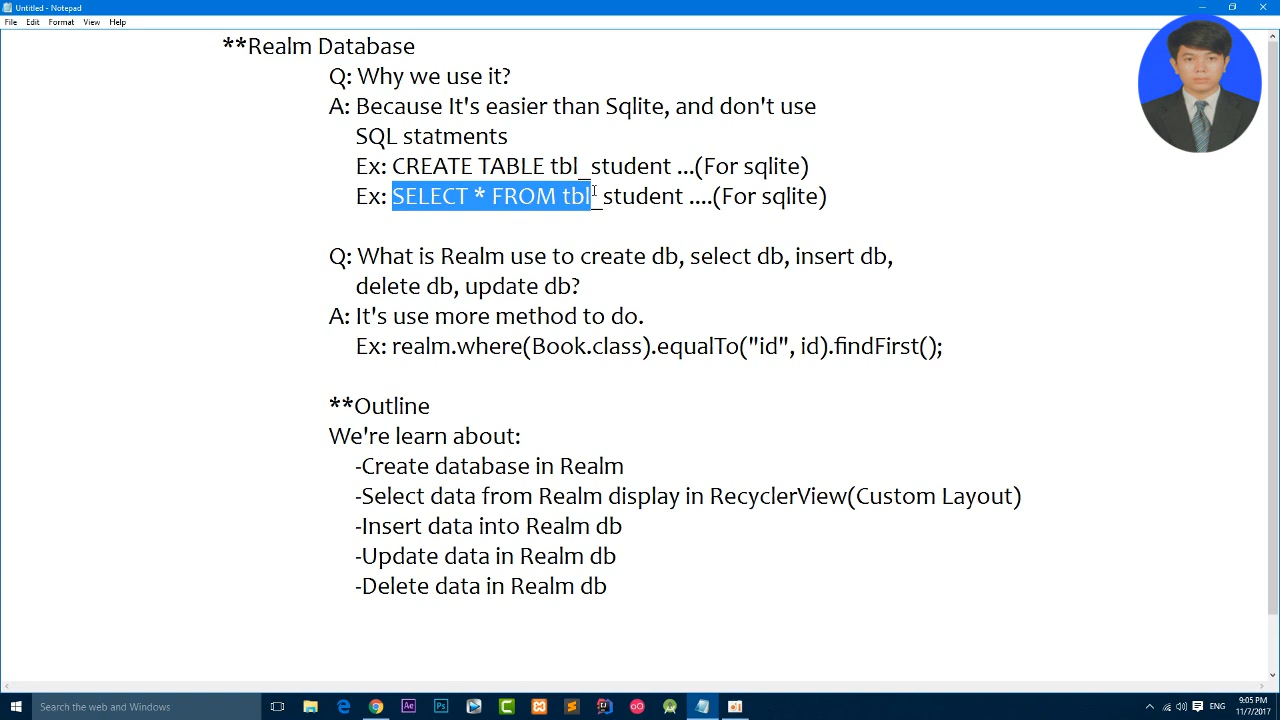 Untitled - Notepad
File Edit Format View Help
**Realm Database
Q: Why we use it?
A: Because It's easier than Sqlite, and don't use
SQL statments
Ex: CREATE TABLE tbl_student ...(For sqlite)
Ex: SELECT * FROM tbl_student ....(For sqlite)
Q: What is Realm use to create db, select db, insert db,
delete db, update db?
A: It's use more method to do.
Ex: realm.where(Book.class).equalTo("id", id).findFirst();
**Outline
We're learn about:
-Create database in Realm
-Select data from Realm display in RecyclerView(Custom Layout)
-Insert data into Realm db
-Update data in Realm db
-Delete data in Realm db
Search the web and Windows
Ae
Ps
C
ENG
9:05 PM
11/7/2017